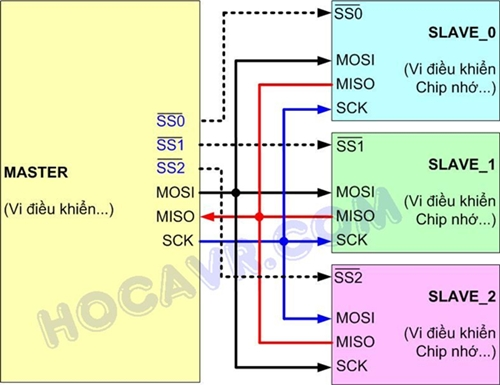 MASTER
(Vi điều khiển...)
SS0
SS1
SS2
MOSI
MISO
SCK
SS0
SLAVE_0
MOSI
(Vi điều khiển
MISO
Chip nhớ...)
SCK
SS1
SLAVE_1
MOSI
(Vi điều khiển
MISO
Chip nhớ...)
SCK
SS2
SLAVE_2
MOSI
(Vi điều khiển
MISO
Chip nhớ...)
SCK
HOCAVR.COM